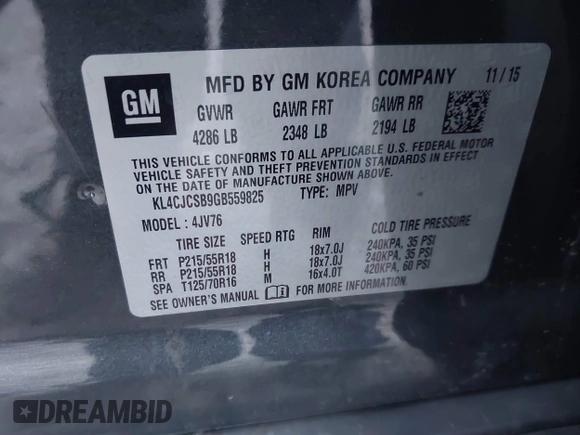 GM
MFD BY GM KOREA COMPANY 11/15
GVWR GAWR FRT GAWR RR
4286 LB 2348 LB 2194 LB
THIS VEHICLE CONFORMS TO ALL APPLICABLE U.S. FEDERAL MOTOR
VEHICLE SAFETY AND THEFT PREVENTION STANDARDS IN EFFECT
ON THE DATE OF MANUFACTURE SHOWN ABOVE.
KL4CJCSB9GB559825 TYPE: MPV
MODEL: 4JV76
TIRE SIZE SPEED RTG RIM COLD TIRE PRESSURE
FRT P215/55R18 H 18x7.0J 240KPA, 35 PSI
RR P215/55R18 H 18x7.0J 240KPA, 35 PSI
SPA T125/70R16 M 16x4.0T 420KPA, 60 PSI
SEE OWNER'S MANUAL FOR MORE INFORMATION.
DREAMBID